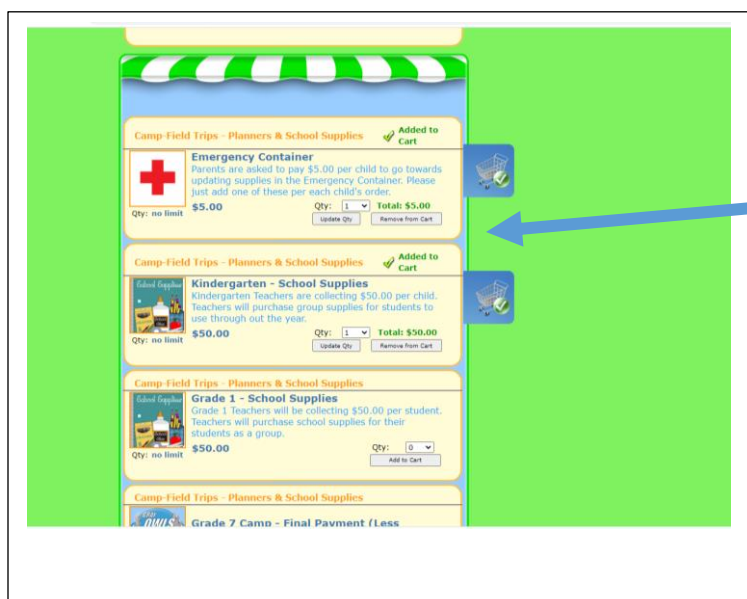 Camp-Field Trips - Planners & School Supplies
Added to
Cart
Emergency Container
Parents are asked to pay $5.00 per child to go towards
updating supplies in the Emergency Container. Please
just add one of these per each child's order.
Qty: no limit
$5.00
Qty: 1
Total: $5.00
Update Qty
Remove from Cart
Camp-Field Trips - Planners & School Supplies
Added to
Cart
School Supplies
Kindergarten - School Supplies
Kindergarten Teachers are collecting $50.00 per child.
Teachers will purchase group supplies for students to
use through out the year.
Qty: no limit
$50.00
Qty: 1
Total: $50.00
Update Qty
Remove from Cart
Camp-Field Trips - Planners & School Supplies
School Supplies
Grade 1 - School Supplies
Grade 1 Teachers will be collecting $50.00 per student.
Teachers will purchase school supplies for their
students as a group.
Qty: no limit
$50.00
Qty: 0
Add to Cart
Camp-Field Trips - Planners & School Supplies
OWLS
Grade 7 Camp - Final Payment (Less